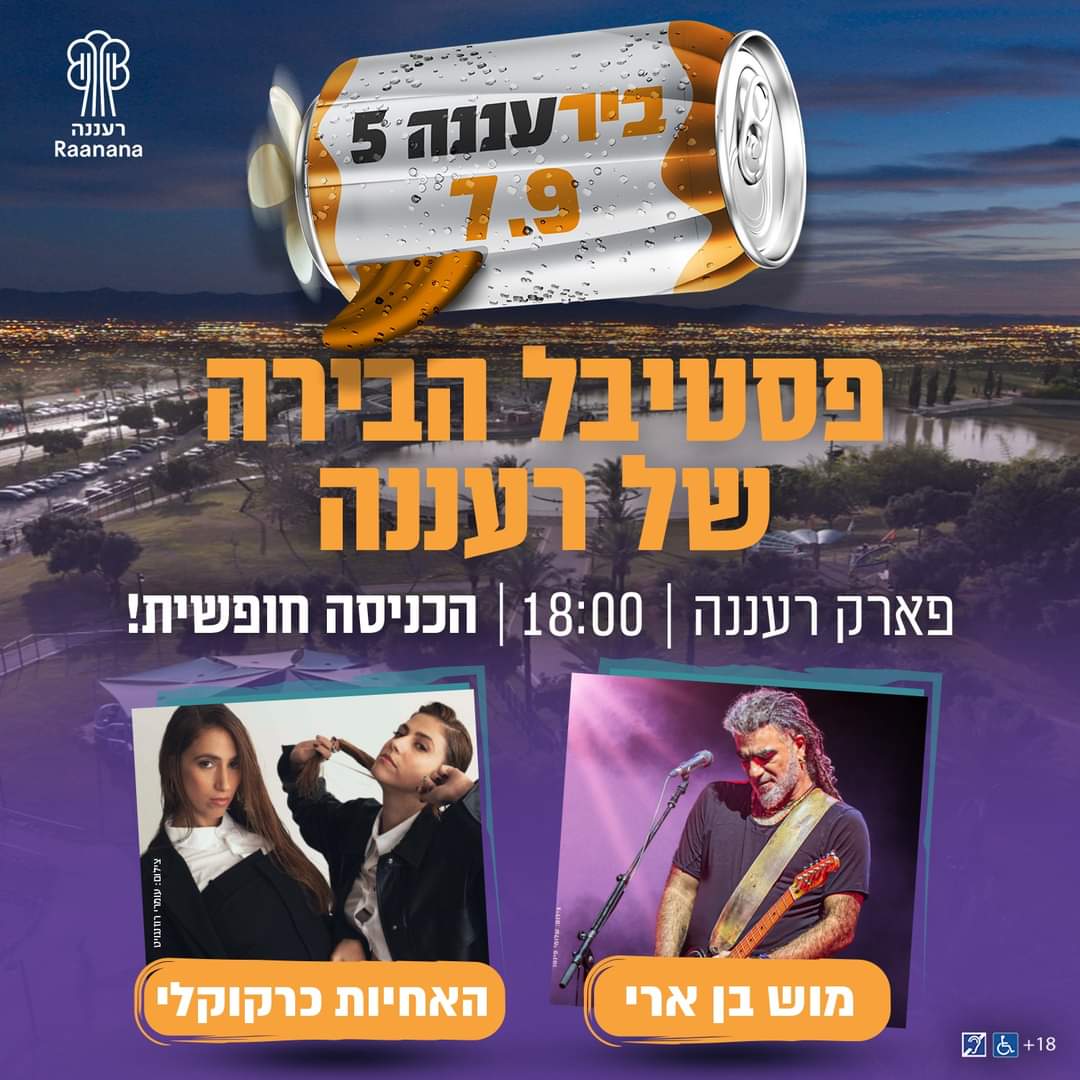 רעננה
Raanana
בירעננה 5
7.9
פסטיבל הבירה
של רעננה
פארק רעננה | 18:00 | הכניסה חופשית!
מוש בן ארי
האחיות כרקוקלי
+18